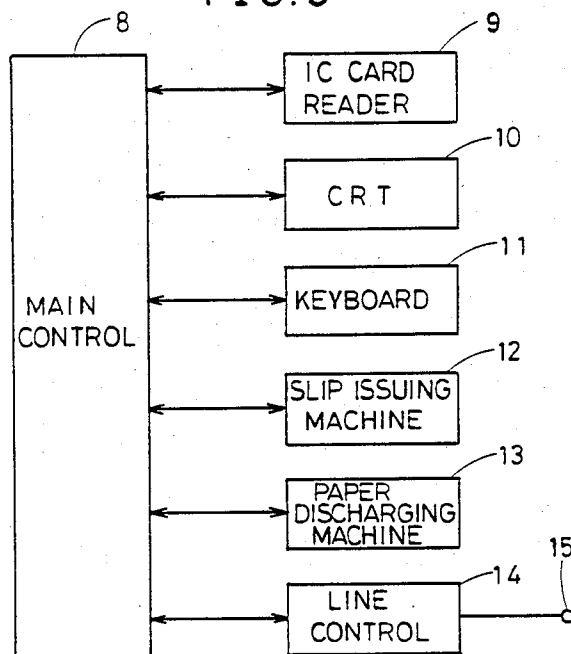 8
9
IC CARD
READER
10
CRT
11
MAIN
CONTROL
KEYBOARD
12
SLIP ISSUING
MACHINE
13
PAPER
DISCHARGING
MACHINE
14
15
LINE
CONTROL